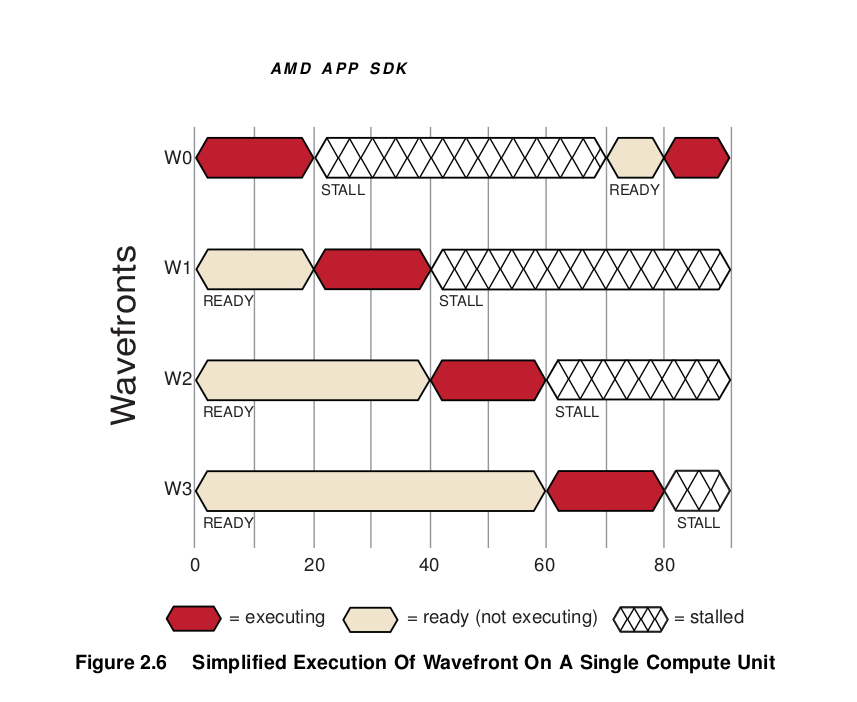 AMD APP SDK
W0
STALL
READY
W1
READY
STALL
Wavefronts
W2
READY
STALL
W3
READY
STALL
0 20 40 60 80
= executing = ready (not executing) = stalled
Figure 2.6 Simplified Execution Of Wavefront On A Single Compute Unit